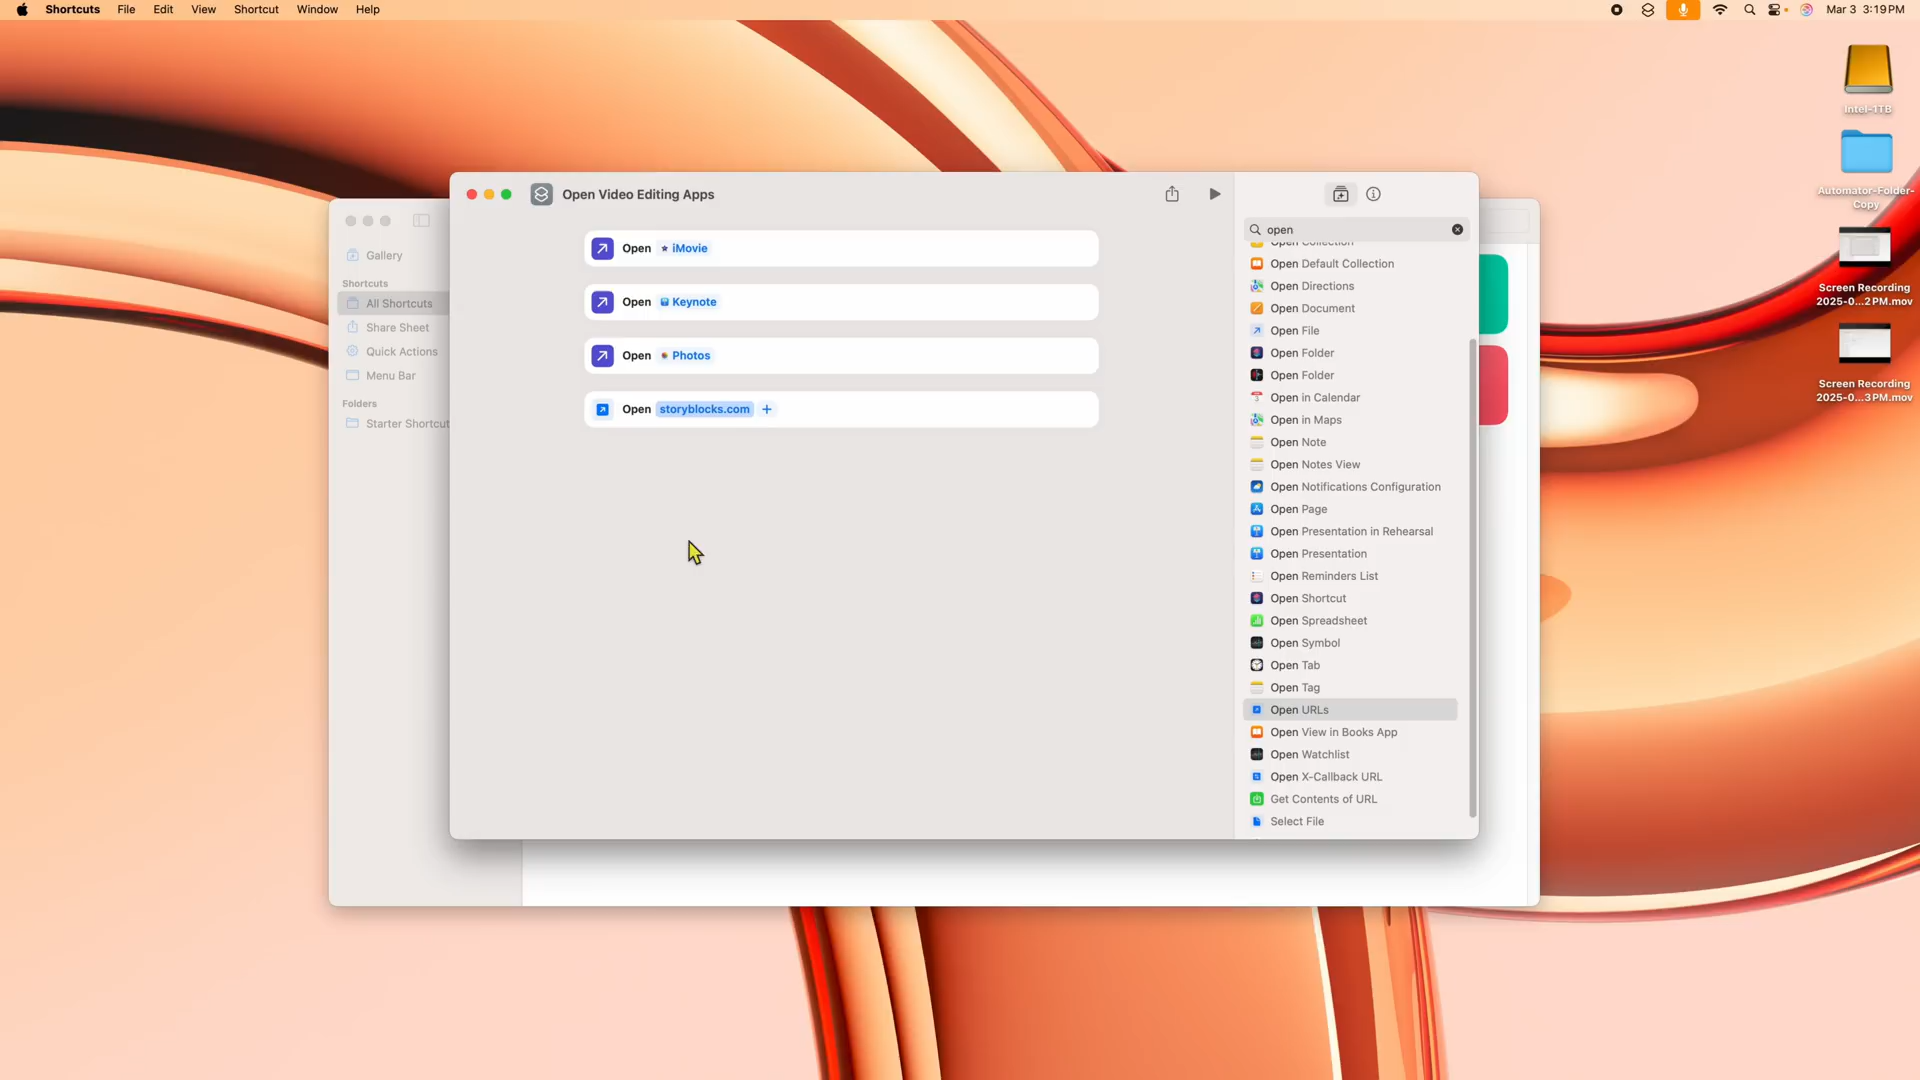 Shortcuts File Edit View Shortcut Window Help
Mar 3 3:19 PM
Intel-1TB
Automator-Folder-
Copy
Screen Recording
2025-0...2 PM.mov
Screen Recording
2025-0...3 PM.mov
Gallery
Shortcuts
All Shortcuts
Share Sheet
Quick Actions
Menu Bar
Folders
Starter Shortcut
Open Video Editing Apps
Open iMovie
Open Keynote
Open Photos
Open storyblocks.com
open
Open Collection
Open Default Collection
Open Directions
Open Document
Open File
Open Folder
Open Folder
Open in Calendar
Open in Maps
Open Note
Open Notes View
Open Notifications Configuration
Open Page
Open Presentation in Rehearsal
Open Presentation
Open Reminders List
Open Shortcut
Open Spreadsheet
Open Symbol
Open Tab
Open Tag
Open URLs
Open View in Books App
Open Watchlist
Open X-Callback URL
Get Contents of URL
Select File